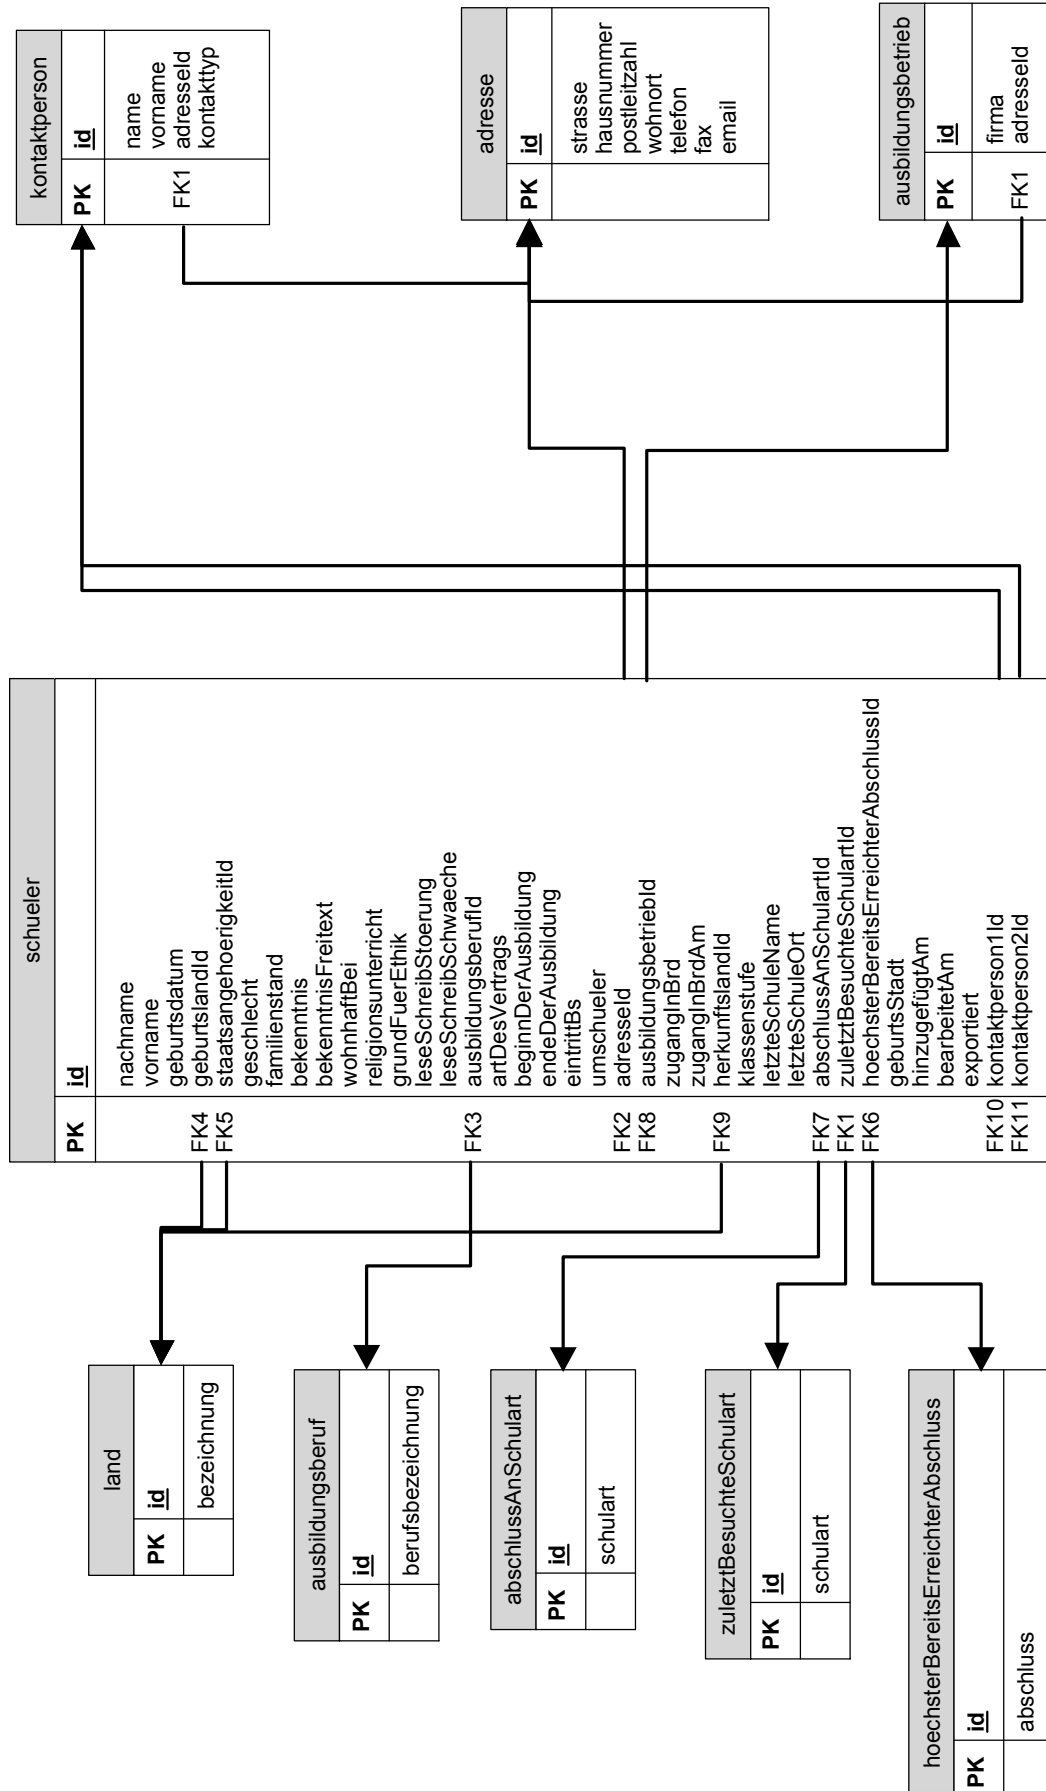 land
PK id
bezeichnung
ausbildungsberuf
PK id
berufsbezeichnung
abschlussAnSchulart
PK id
schulart
zuletztBesuchteSchulart
PK id
schulart
hoechsterBereitsErreichterAbschluss
PK id
abschluss
schueler
PK id
nachname
vorname
geburtsdatum
FK4 geburtslandId
FK5 staatsangehoerigkeitId
geschlecht
familienstand
bekenntnis
bekenntnisFreitext
wohnhaftBei
religionsunterricht
grundFuerEthik
leseSchreibStoerung
leseSchreibSchwaeche
FK3 ausbildungsberufId
artDesVertrags
beginnDerAusbildung
endeDerAusbildung
eintrittBs
umschueler
FK2 adresseId
FK8 ausbildungsbetriebId
zugangInBrd
zugangInBrdAm
FK9 herkunftslandId
klassenstufe
letzteSchuleName
letzteSchuleOrt
FK7 abschlussAnSchulartId
FK1 zuletztBesuchteSchulartId
FK6 hoechsterBereitsErreichterAbschlussId
geburtsStadt
hinzugefügtAm
bearbeitetAm
exportiert
FK10 kontaktperson1Id
FK11 kontaktperson2Id
kontaktperson
PK id
name
vorname
FK1 adresseId
kontakttyp
adresse
PK id
strasse
hausnummer
postleitzahl
wohnort
telefon
fax
email
ausbildungsbetrieb
PK id
firma
FK1 adresseId